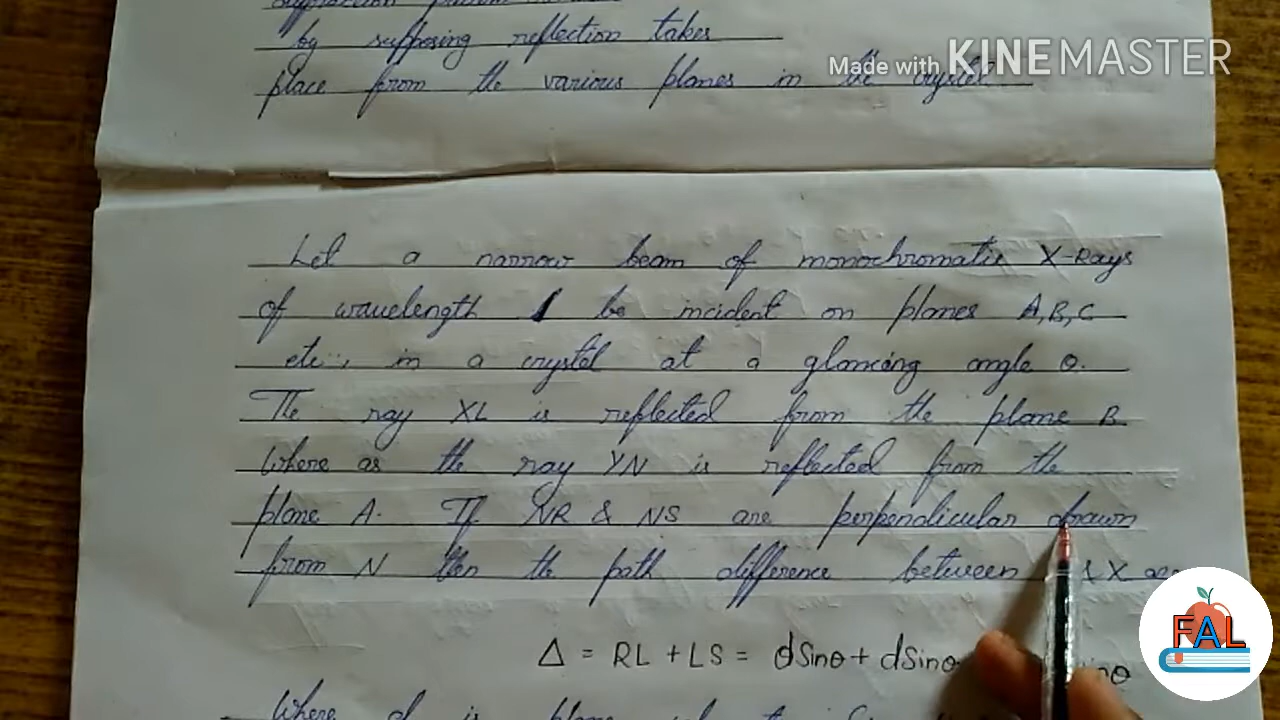 by supposing reflection takes
Made with KINEMASTER
place from the various planes in the crystal
Let a narrow beam of monochromatic X-Rays
of wavelength be incident on planes A, B, C
etc..., in a crystal at a glancing angle θ.
The ray XL is reflected from the plane B
Where as the ray YN is reflected from the
plane A. If NR & NS are perpendicular drawn
from N then the path difference between & X
Δ = RL + LS = dSinθ + dSinθ
FAL
Where d is